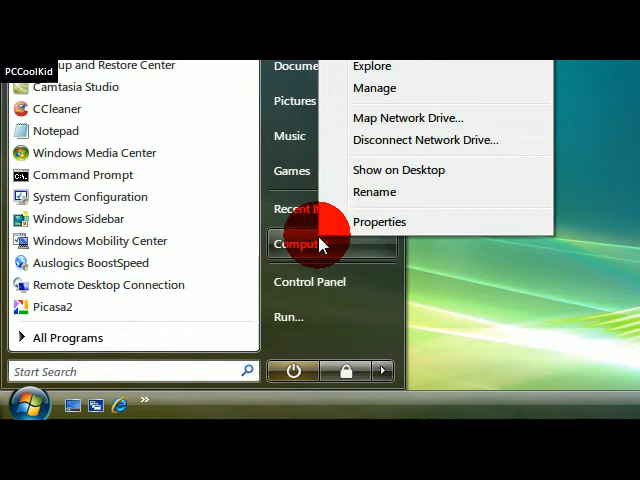 PCCoolKid
up and Restore Center
Camtasia Studio
CCleaner
Notepad
Windows Media Center
Command Prompt
System Configuration
Windows Sidebar
Windows Mobility Center
Auslogics BoostSpeed
Remote Desktop Connection
Picasa2
All Programs
Start Search
Docume
Pictures
Music
Games
Recent I
Compute
Control Panel
Run...
Explore
Manage
Map Network Drive...
Disconnect Network Drive...
Show on Desktop
Rename
Properties